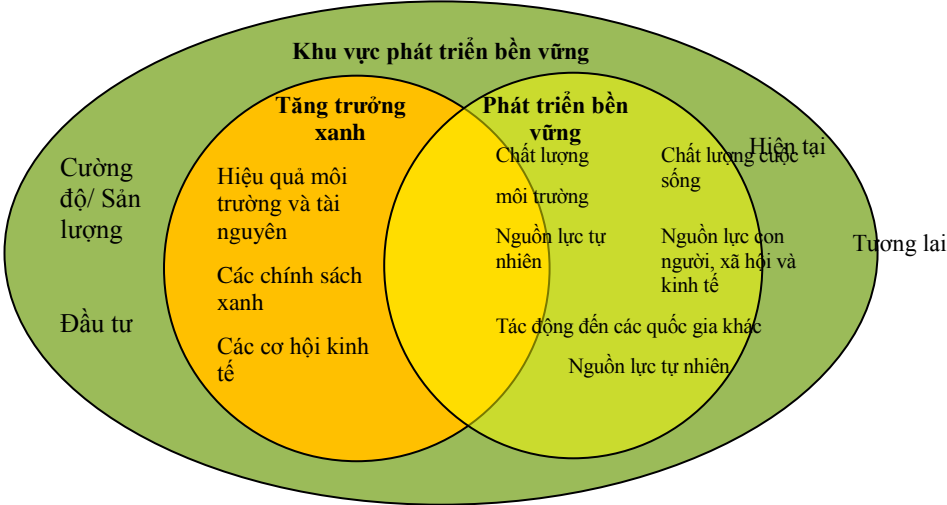 Khu vực phát triển bền vững
Tăng trưởng
xanh
Phát triển bền
vững
Cường
độ/ Sản
lượng
Đầu tư
Hiệu quả môi
trường và tài
nguyên
Các chính sách
xanh
Các cơ hội kinh
tế
Chất lượng
môi trường
Nguồn lực tự
nhiên
Chất lượng cuộc
sống
Nguồn lực con
người, xã hội và
kinh tế
Tác động đến các quốc gia khác
Nguồn lực tự nhiên
Hiện tại
Tương lai